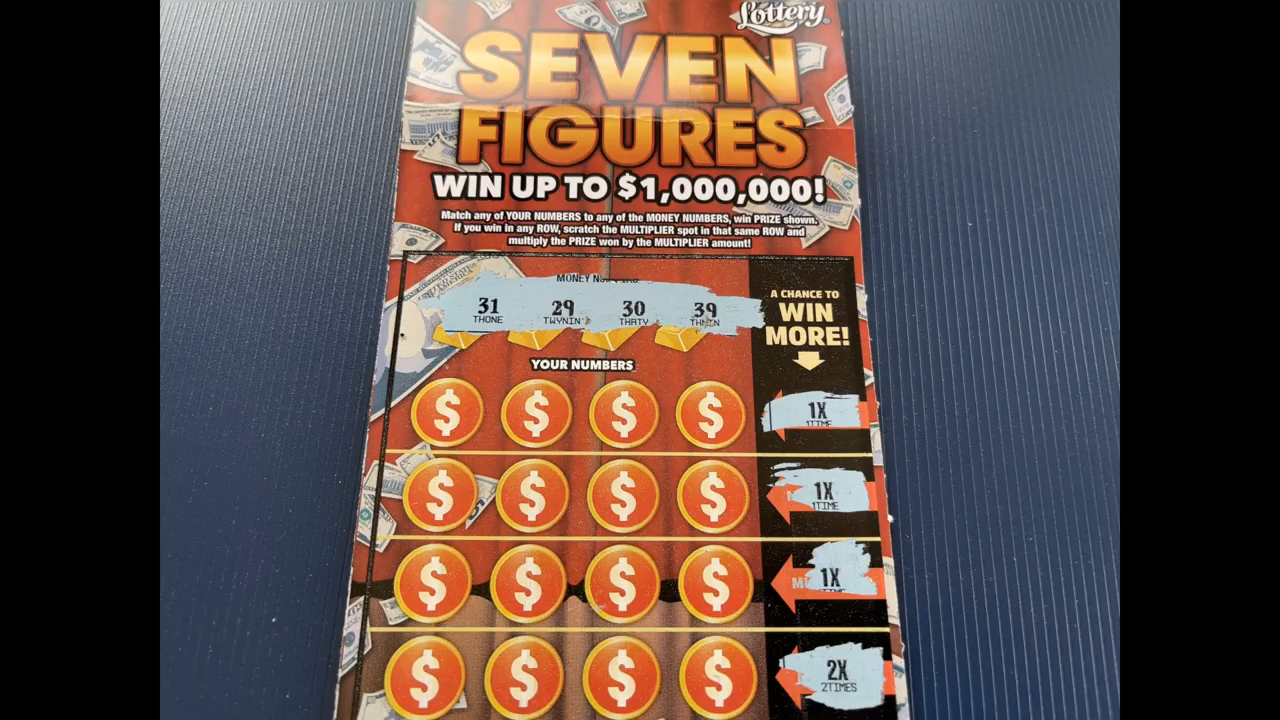 Lottery
SEVEN
FIGURES
WIN UP TO $1,000,000!
Match any of YOUR NUMBERS to any of the MONEY NUMBERS, win PRIZE shown.
If you win in any ROW, scratch the MULTIPLIER spot in that same ROW and
multiply the PRIZE won by the MULTIPLIER amount!
MONEY
31 29 30 39
THONE TWYNIN THRTY
A CHANCE TO
WIN
MORE!
YOUR NUMBERS
$ $ $ $ 1X
1TIME
$ $ $ $ 1X
1TIME
$ $ $ $ 1X
$ $ $ $ 2X
2TIMES